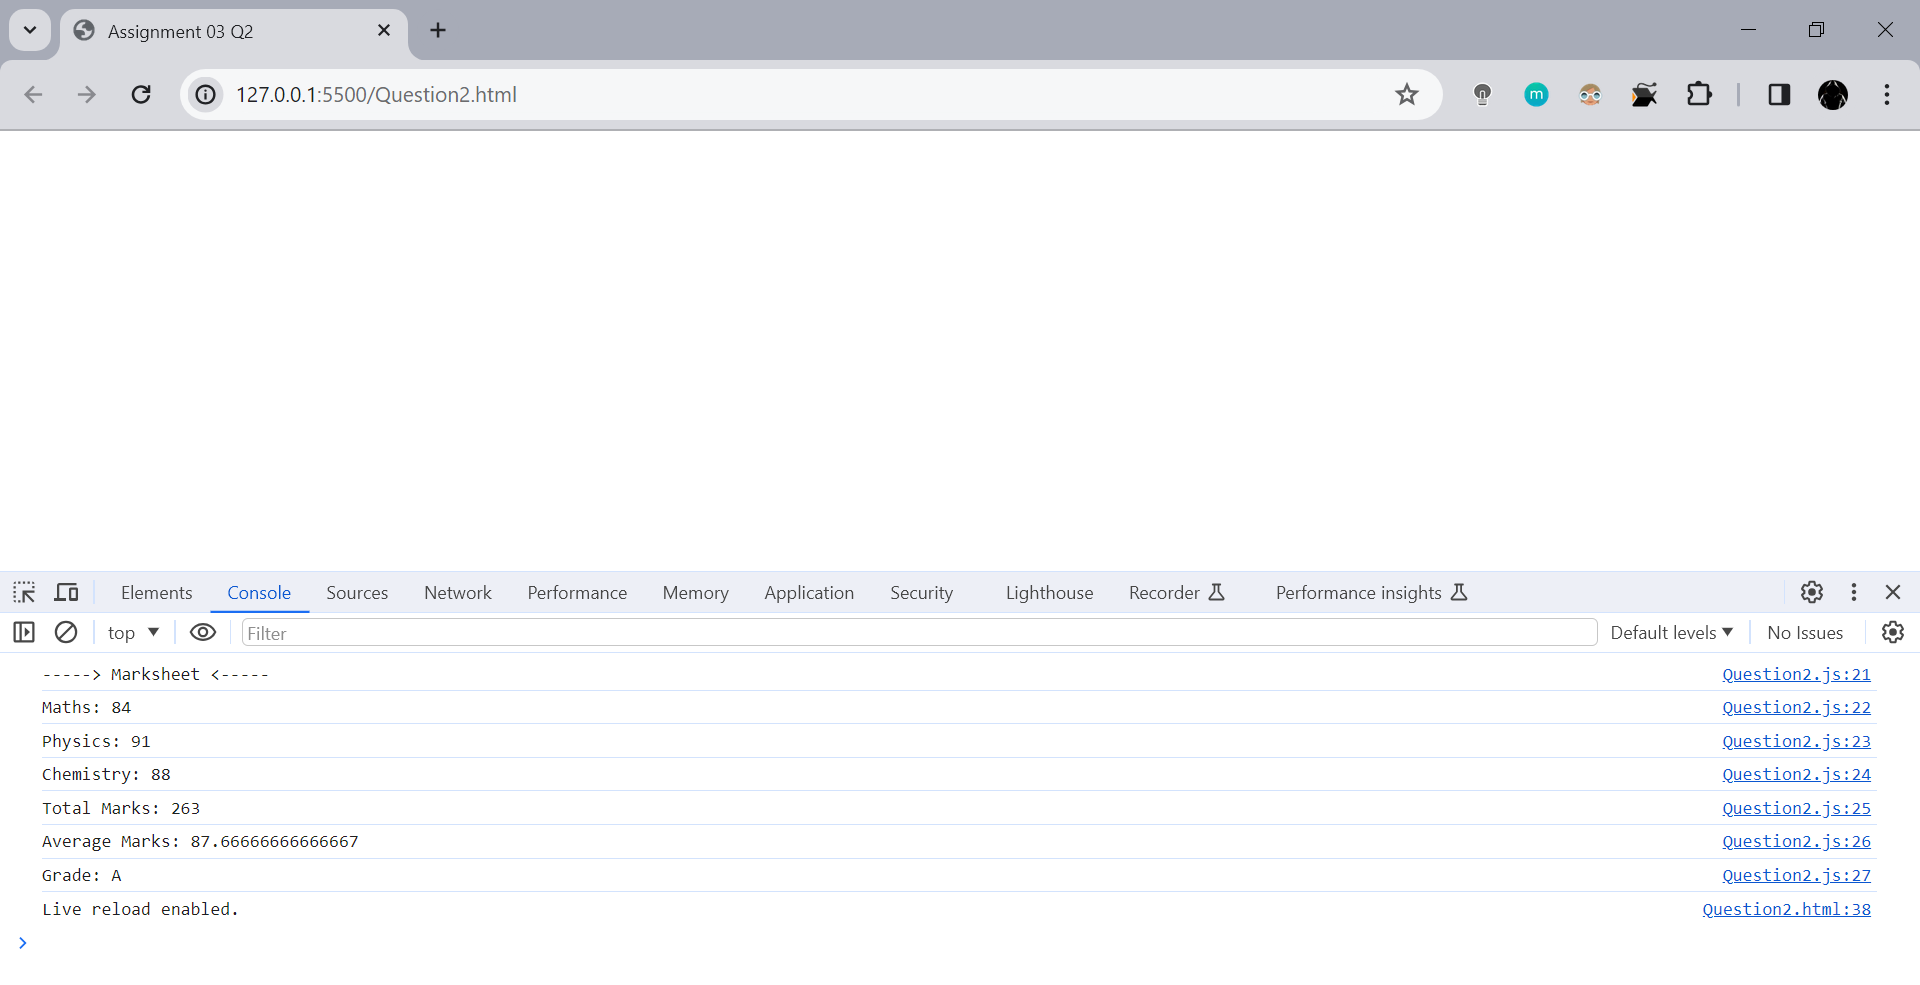 Assignment 03 Q2
127.0.0.1:5500/Question2.html
m
Elements Console Sources Network Performance Memory Application Security Lighthouse Recorder Performance insights
top Filter Default levels No Issues
-----> Marksheet <----- Question2.js:21
Maths: 84 Question2.js:22
Physics: 91 Question2.js:23
Chemistry: 88 Question2.js:24
Total Marks: 263 Question2.js:25
Average Marks: 87.66666666666667 Question2.js:26
Grade: A Question2.js:27
Live reload enabled. Question2.html:38